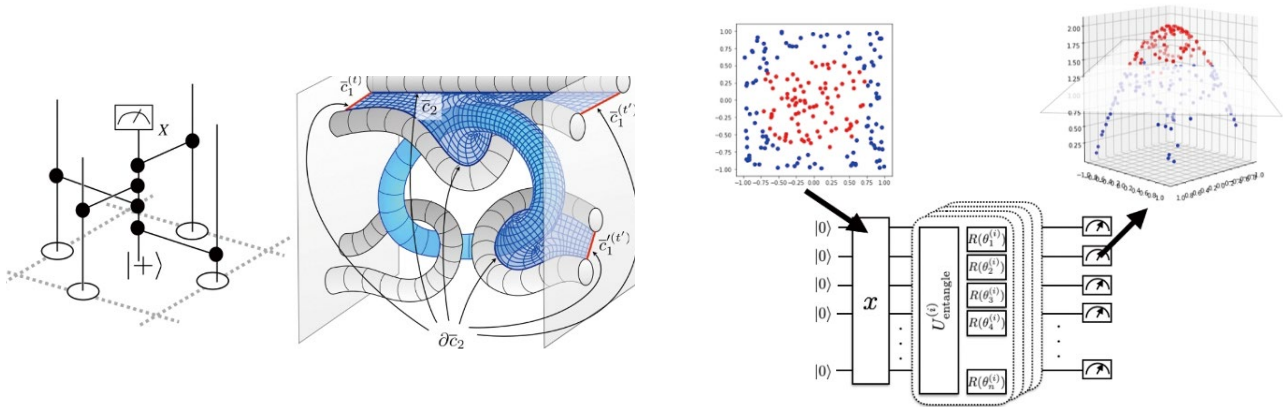 X
|+⟩
c̅₁⁽ᵗ⁾
c̅₂
c̅₁⁽ᵗ'⁾
c̅'₁⁽ᵗ'⁾
∂c̅₂
1.00
0.75
0.50
0.25
0.00
−0.25
−0.50
−0.75
−1.00
−1.00 −0.75 −0.50 −0.25 0.00 0.25 0.50 0.75 1.00
2.00
1.75
1.50
1.25
1.00
0.75
0.50
0.25
|0⟩
|0⟩
|0⟩
|0⟩
|0⟩
x
U⁽ⁱ⁾entangle
R(θ₁⁽ⁱ⁾)
R(θ₂⁽ⁱ⁾)
R(θ₃⁽ⁱ⁾)
R(θ₄⁽ⁱ⁾)
R(θₙ⁽ⁱ⁾)